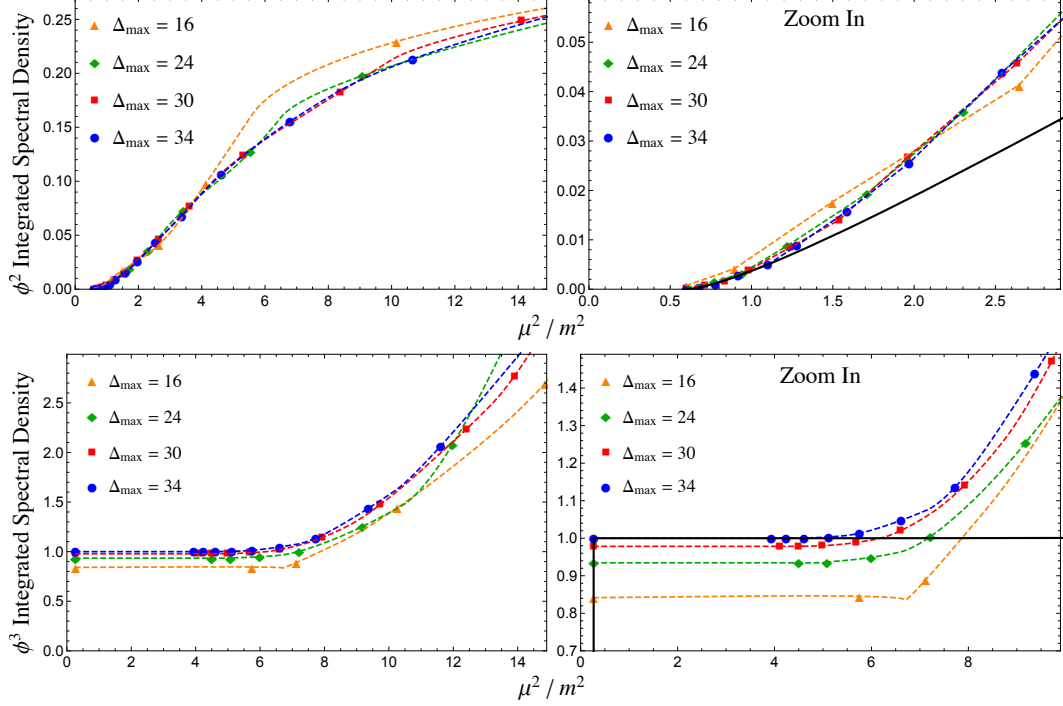 Δmax = 16
Δmax = 24
Δmax = 30
Δmax = 34
ϕ² Integrated Spectral Density
0.25
0.20
0.15
0.10
0.05
0.00
0 2 4 6 8 10 12 14
μ² / m²
Zoom In
Δmax = 16
Δmax = 24
Δmax = 30
Δmax = 34
0.05
0.04
0.03
0.02
0.01
0.00
0.0 0.5 1.0 1.5 2.0 2.5
Δmax = 16
Δmax = 24
Δmax = 30
Δmax = 34
ϕ³ Integrated Spectral Density
2.5
2.0
1.5
1.0
0.5
0.0
0 2 4 6 8 10 12 14
μ² / m²
Zoom In
Δmax = 16
Δmax = 24
Δmax = 30
Δmax = 34
1.4
1.3
1.2
1.1
1.0
0.9
0.8
0.7
0 2 4 6 8